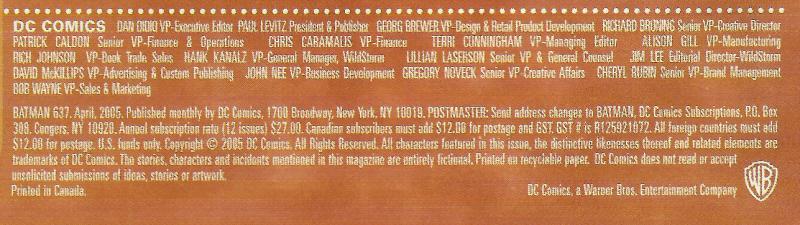 DC COMICS DAN DIDIO VP-Executive Editor PAUL LEVITZ President & Publisher GEORG BREWER VP-Design & Retail Product Development RICHARD BRUNING Senior VP-Creative Director
PATRICK CALDON Senior VP-Finance & Operations CHRIS CARAMALIS VP-Finance TERRI CUNNINGHAM VP-Managing Editor ALISON GILL VP-Manufacturing
RICH JOHNSON VP-Book Trade Sales HANK KANALZ VP-General Manager, WildStorm LILLIAN LASERSON Senior VP & General Counsel JIM LEE Editorial Director-WildStorm
DAVID McKILLIPS VP-Advertising & Custom Publishing JOHN NEE VP-Business Development GREGORY NOVECK Senior VP-Creative Affairs CHERYL RUBIN Senior VP-Brand Management
BOB WAYNE VP-Sales & Marketing
BATMAN 637. April, 2005. Published monthly by DC Comics, 1700 Broadway, New York, NY 10019. POSTMASTER: Send address changes to BATMAN, DC Comics Subscriptions, P.O. Box
306, Congers, NY 10920. Annual subscription rate (12 issues) $27.00. Canadian subscribers must add $12.00 for postage and GST. GST # is R125921072. All foreign countries must add
$12.00 for postage. U.S. funds only. Copyright © 2005 DC Comics. All Rights Reserved. All characters featured in this issue, the distinctive likenesses thereof and related elements are
trademarks of DC Comics. The stories, characters and incidents mentioned in this magazine are entirely fictional. Printed on recyclable paper. DC Comics does not read or accept
unsolicited submissions of ideas, stories or artwork.
Printed in Canada. DC Comics, a Warner Bros. Entertainment Company WB